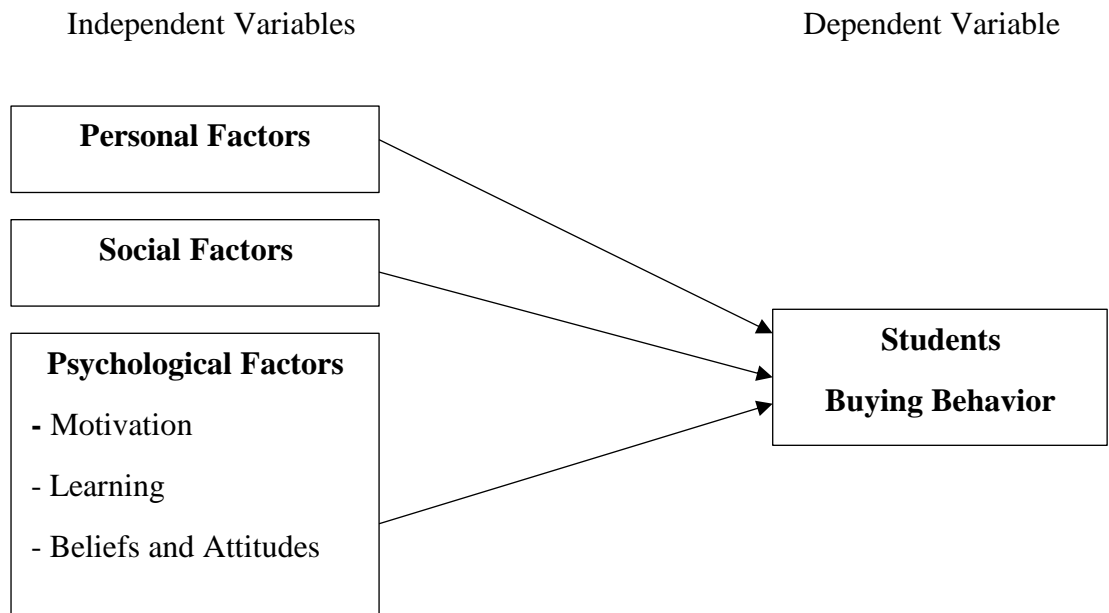 Independent Variables
Dependent Variable
Personal Factors
Social Factors
Psychological Factors
- Motivation
- Learning
- Beliefs and Attitudes
Students
Buying Behavior